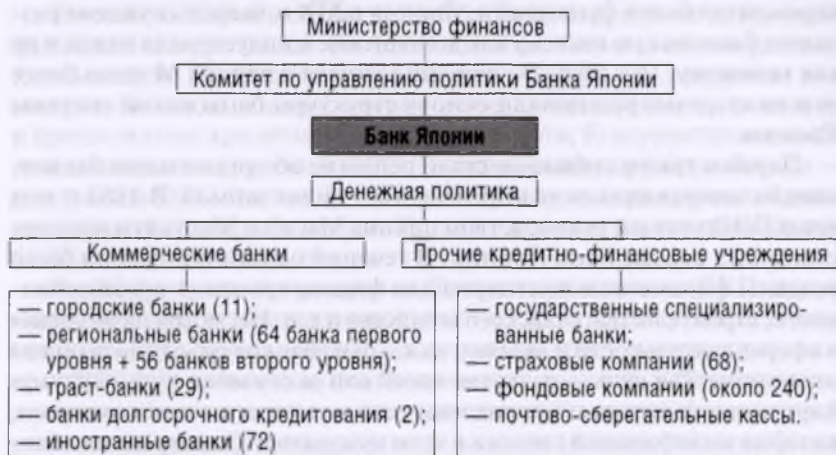 Министерство финансов
Комитет по управлению политики Банка Японии
Банк Японии
Денежная политика
Коммерческие банки
— городские банки (11);
— региональные банки (64 банка первого
уровня + 56 банков второго уровня);
— траст-банки (29);
— банки долгосрочного кредитования (2);
— иностранные банки (72)
Прочие кредитно-финансовые учреждения
— государственные специализиро-
ванные банки;
— страховые компании (68);
— фондовые компании (около 240);
— почтово-сберегательные кассы.